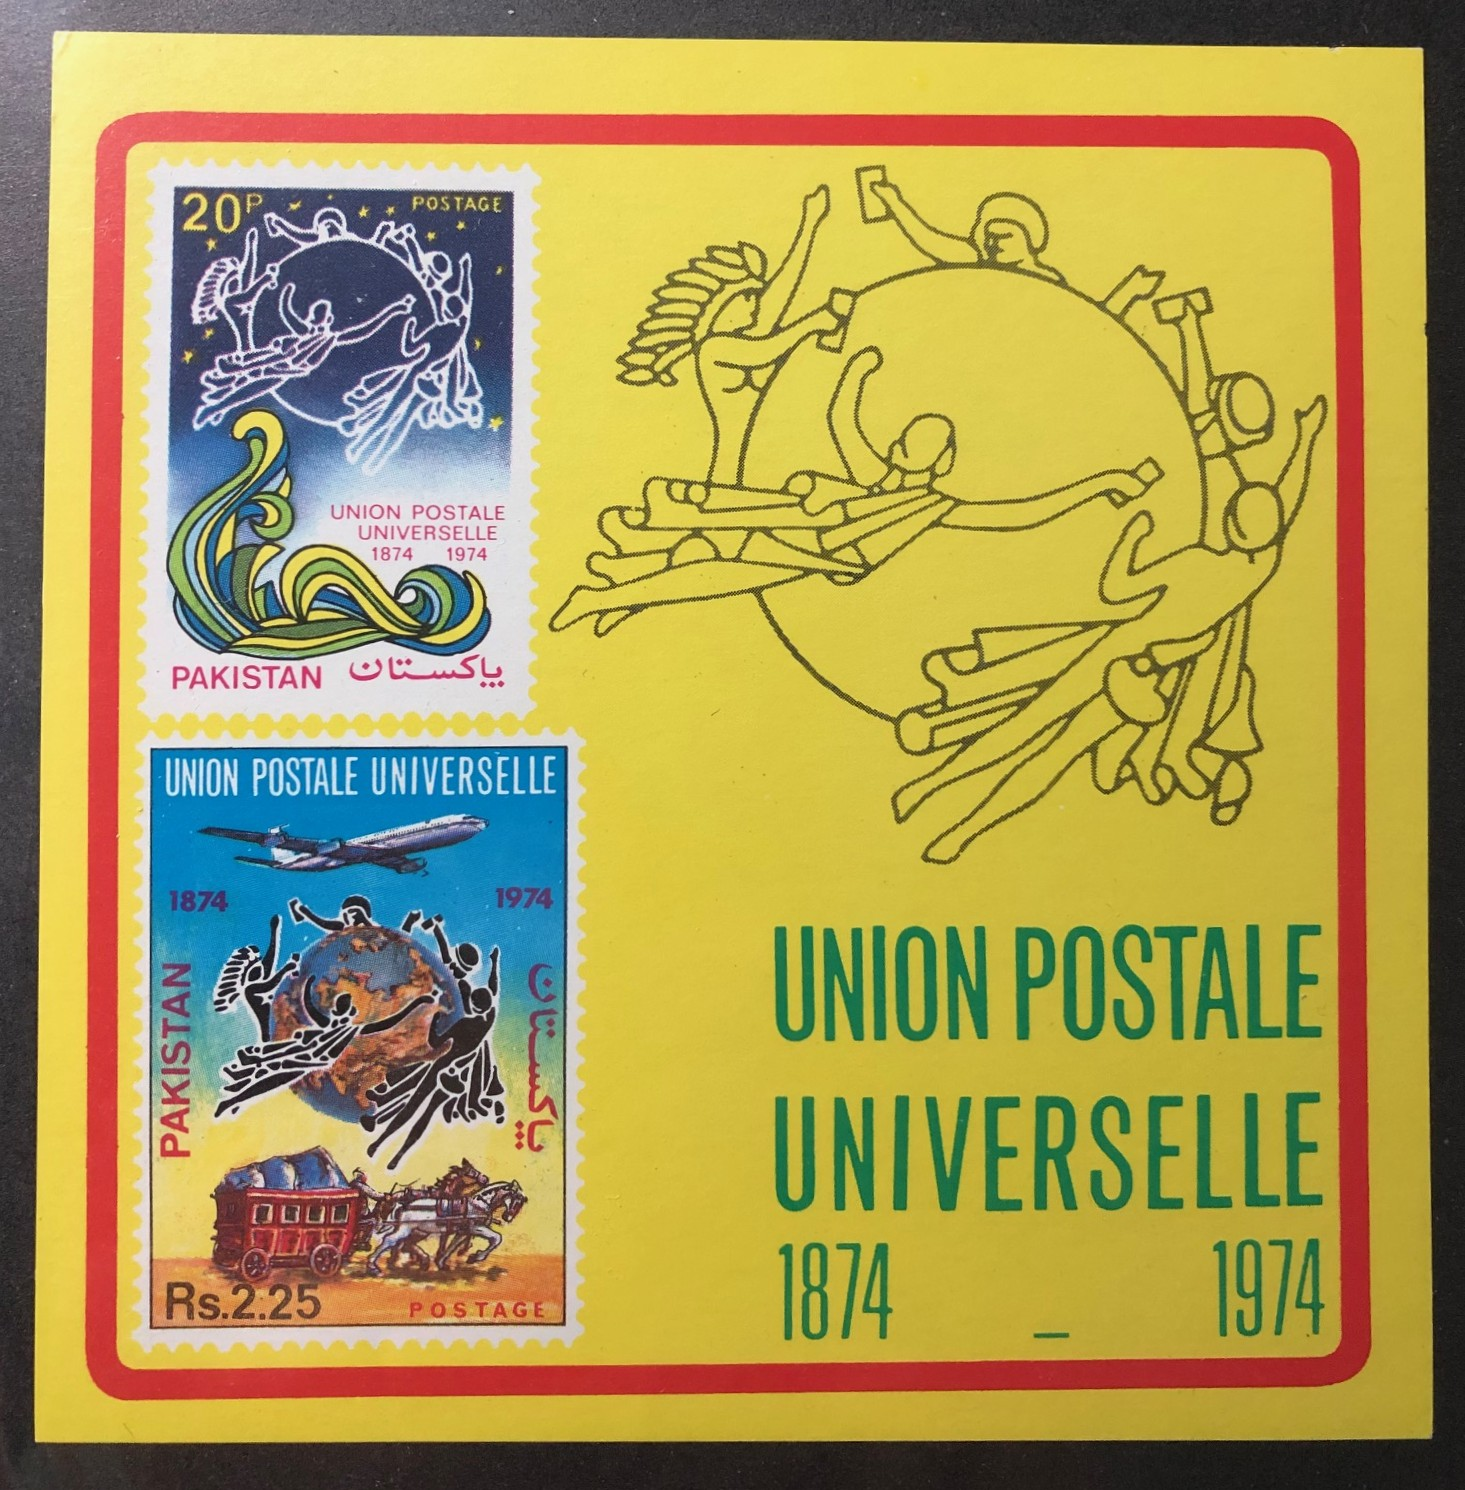 20P
POSTAGE
UNION POSTALE
UNIVERSELLE
1874 1974
PAKISTAN پاکستان
UNION POSTALE UNIVERSELLE
1874 1974
PAKISTAN
پاکستان
Rs.2.25
POSTAGE
UNION POSTALE
UNIVERSELLE
1874 _ 1974